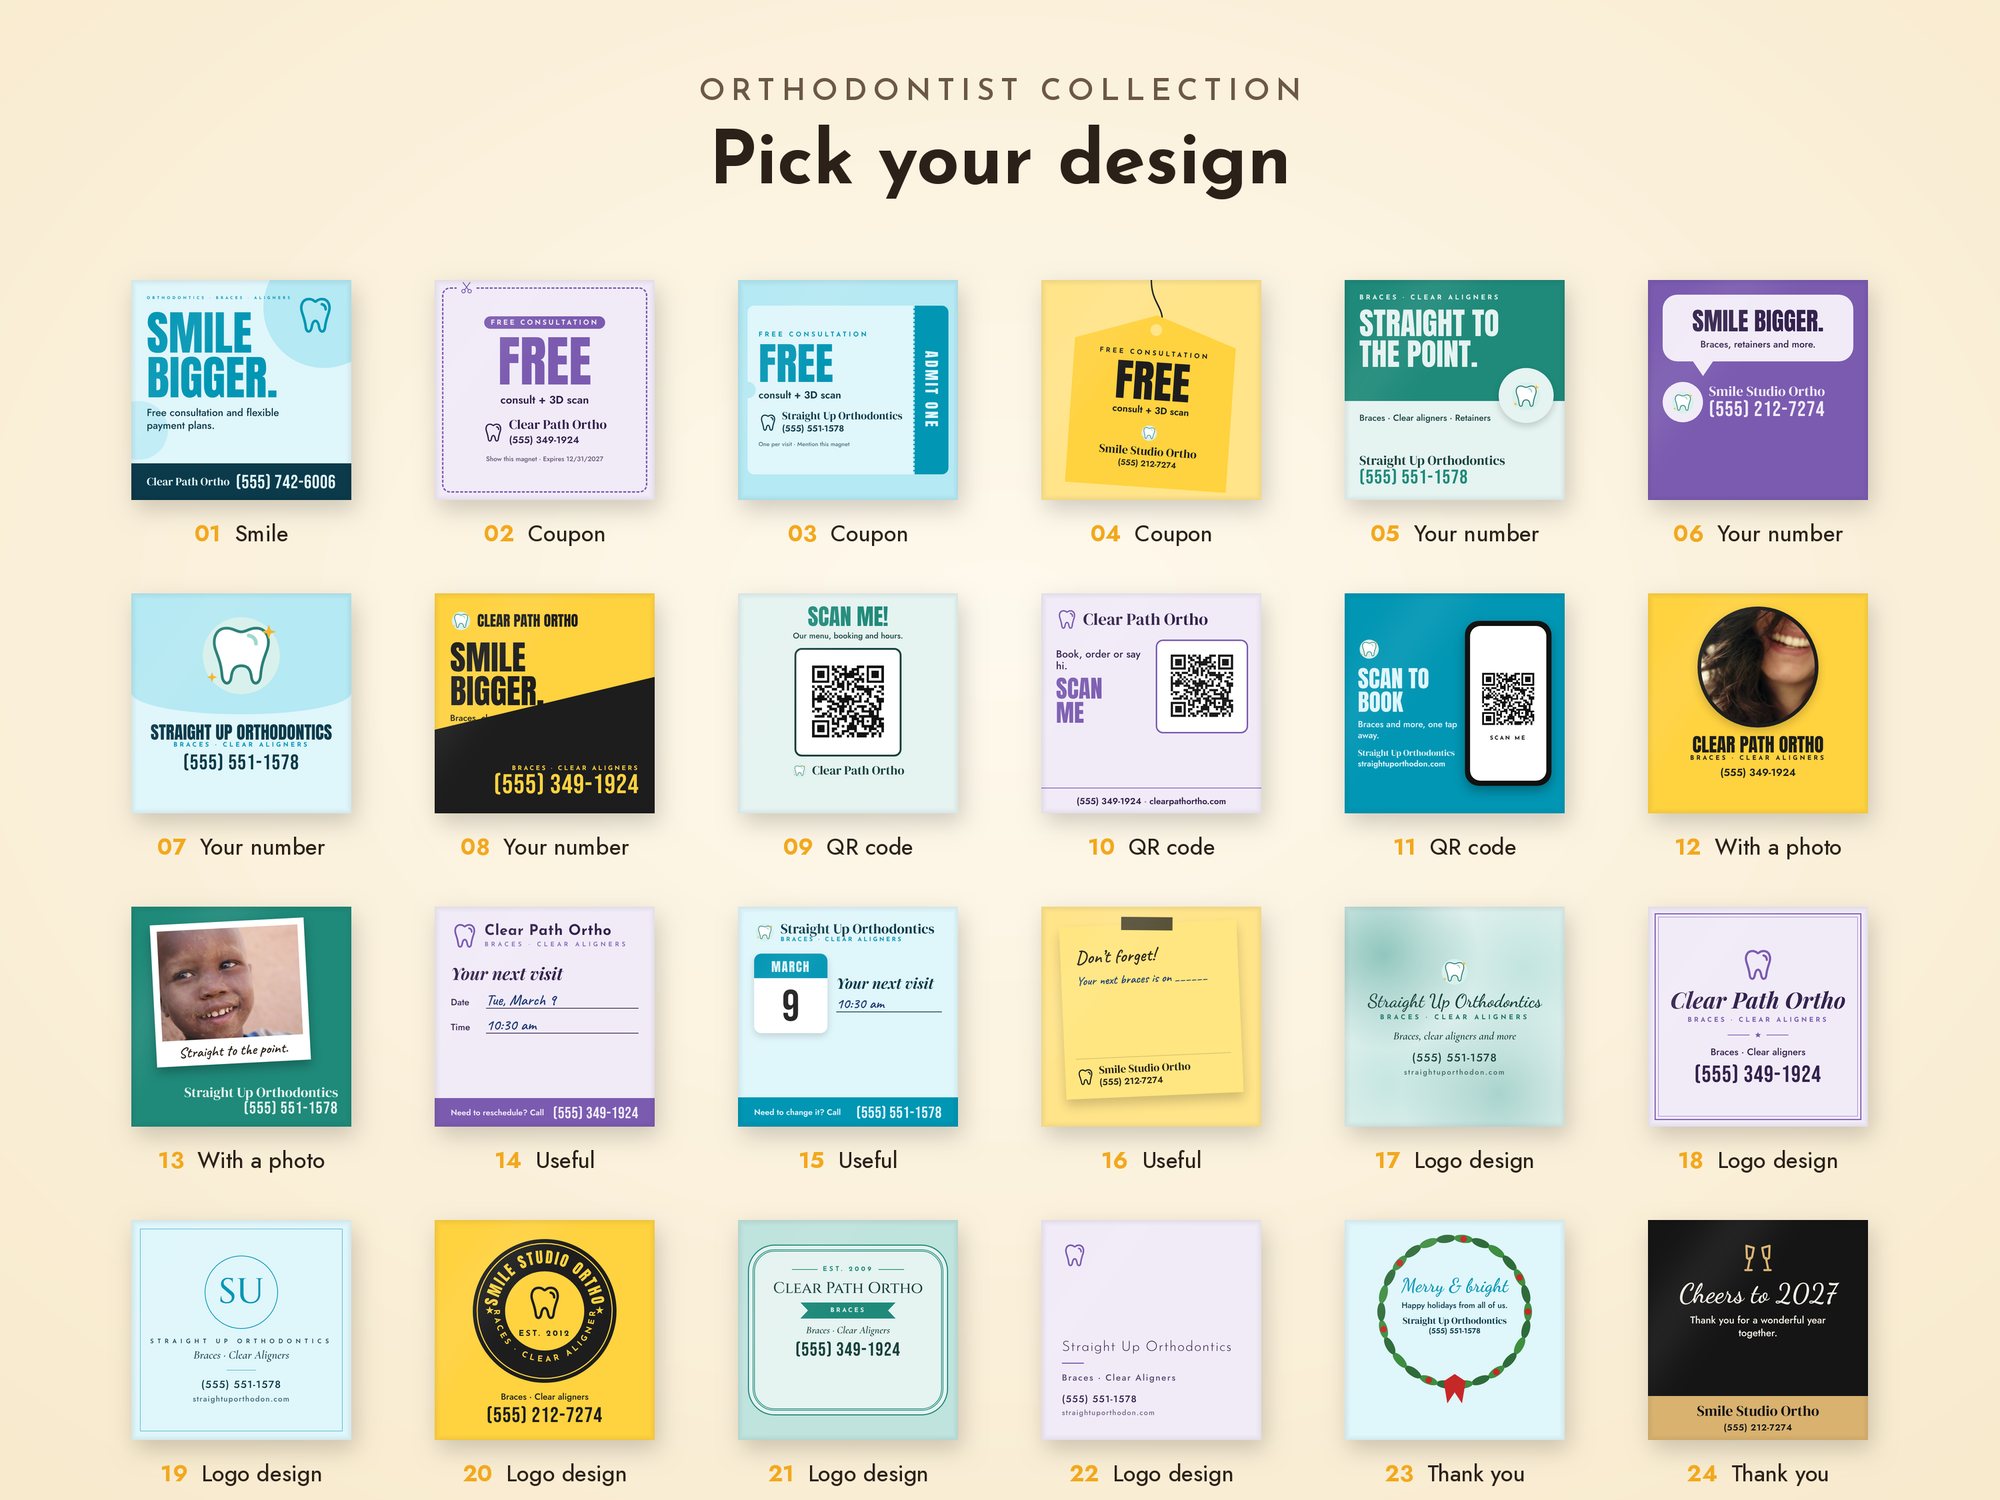 ORTHODONTIST COLLECTION
Pick your design
ORTHODONTICS · BRACES · ALIGNERS
SMILE
BIGGER.
Free consultation and flexible
payment plans.
Clear Path Ortho (555) 742-6006
01 Smile
FREE CONSULTATION
FREE
consult + 3D scan
Clear Path Ortho
(555) 349-1924
Show this magnet · Expires 12/31/2027
02 Coupon
FREE CONSULTATION
FREE
consult + 3D scan
Straight Up Orthodontics
(555) 551-1578
One per visit · Mention this magnet
ADMIT ONE
03 Coupon
FREE CONSULTATION
FREE
consult + 3D scan
Smile Studio Ortho
(555) 212-7274
04 Coupon
BRACES · CLEAR ALIGNERS
STRAIGHT TO
THE POINT.
Braces · Clear aligners · Retainers
Straight Up Orthodontics
(555) 551-1578
05 Your number
SMILE BIGGER.
Braces, retainers and more.
Smile Studio Ortho
(555) 212-7274
06 Your number
STRAIGHT UP ORTHODONTICS
BRACES · CLEAR ALIGNERS
(555) 551-1578
07 Your number
CLEAR PATH ORTHO
SMILE
BIGGER.
BRACES · CLEAR ALIGNERS
(555) 349-1924
08 Your number
SCAN ME!
Our menu, booking and hours.
Clear Path Ortho
09 QR code
Clear Path Ortho
Book, order or say
hi.
SCAN
ME
(555) 349-1924 · clearpathortho.com
10 QR code
SCAN TO
BOOK
Braces and more, one tap
away.
Straight Up Orthodontics
straightuporthodon.com
SCAN ME
11 QR code
CLEAR PATH ORTHO
BRACES · CLEAR ALIGNERS
(555) 349-1924
12 With a photo
Straight to the point.
Straight Up Orthodontics
(555) 551-1578
13 With a photo
Clear Path Ortho
BRACES · CLEAR ALIGNERS
Your next visit
Date Tue, March 9
Time 10:30 am
Need to reschedule? Call (555) 349-1924
14 Useful
Straight Up Orthodontics
BRACES · CLEAR ALIGNERS
MARCH
9
Your next visit
10:30 am
Need to change it? Call (555) 551-1578
15 Useful
Don't forget!
Your next braces is on ______
Smile Studio Ortho
(555) 212-7274
16 Useful
Straight Up Orthodontics
BRACES · CLEAR ALIGNERS
Braces, clear aligners and more
(555) 551-1578
straightuporthodon.com
17 Logo design
Clear Path Ortho
BRACES · CLEAR ALIGNERS
Braces · Clear aligners
(555) 349-1924
18 Logo design
SU
STRAIGHT UP ORTHODONTICS
Braces · Clear Aligners
(555) 551-1578
straightuporthodon.com
19 Logo design
SMILE STUDIO ORTHO
EST. 2012
BRACES · CLEAR ALIGNERS
Braces · Clear aligners
(555) 212-7274
20 Logo design
EST. 2009
CLEAR PATH ORTHO
BRACES
Braces · Clear Aligners
(555) 349-1924
21 Logo design
Straight Up Orthodontics
Braces · Clear Aligners
(555) 551-1578
straightuporthodon.com
22 Logo design
Merry & bright
Happy holidays from all of us.
Straight Up Orthodontics
(555) 551-1578
23 Thank you
Cheers to 2027
Thank you for a wonderful year
together.
Smile Studio Ortho
(555) 212-7274
24 Thank you